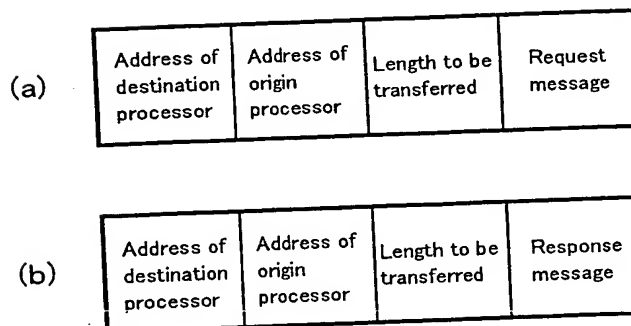 (a)
Address of
destination
processor
Address of
origin
processor
Length to be
transferred
Request
message
(b)
Address of
destination
processor
Address of
origin
processor
Length to be
transferred
Response
message